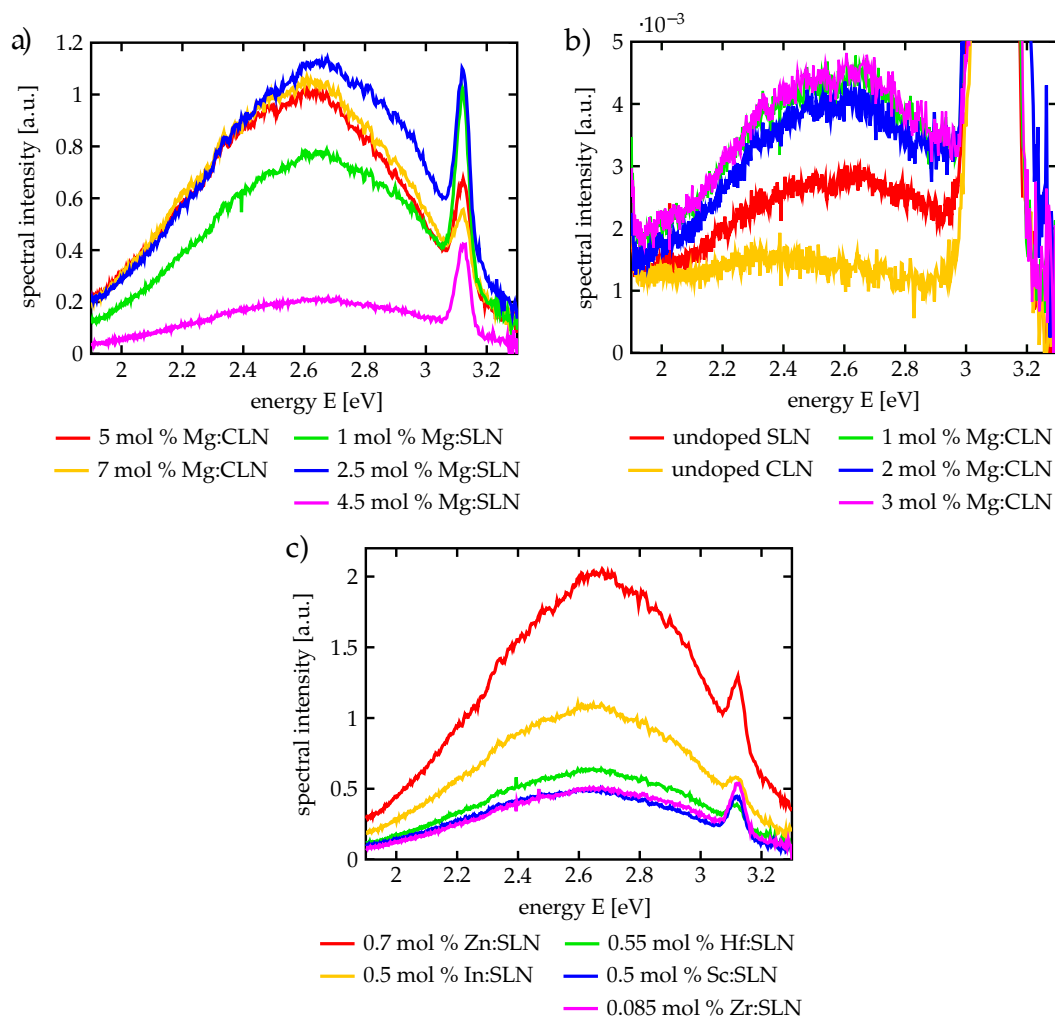 a)
spectral intensity [a.u.]
1.2
1
0.8
0.6
0.4
0.2
0
2 2.2 2.4 2.6 2.8 3 3.2
energy E [eV]
5 mol % Mg:CLN 1 mol % Mg:SLN
7 mol % Mg:CLN 2.5 mol % Mg:SLN
4.5 mol % Mg:SLN
b)
·10⁻³
spectral intensity [a.u.]
5
4
3
2
1
0
2 2.2 2.4 2.6 2.8 3 3.2
energy E [eV]
undoped SLN 1 mol % Mg:CLN
undoped CLN 2 mol % Mg:CLN
3 mol % Mg:CLN
c)
spectral intensity [a.u.]
2
1.5
1
0.5
0
2 2.2 2.4 2.6 2.8 3 3.2
energy E [eV]
0.7 mol % Zn:SLN 0.55 mol % Hf:SLN
0.5 mol % In:SLN 0.5 mol % Sc:SLN
0.085 mol % Zr:SLN